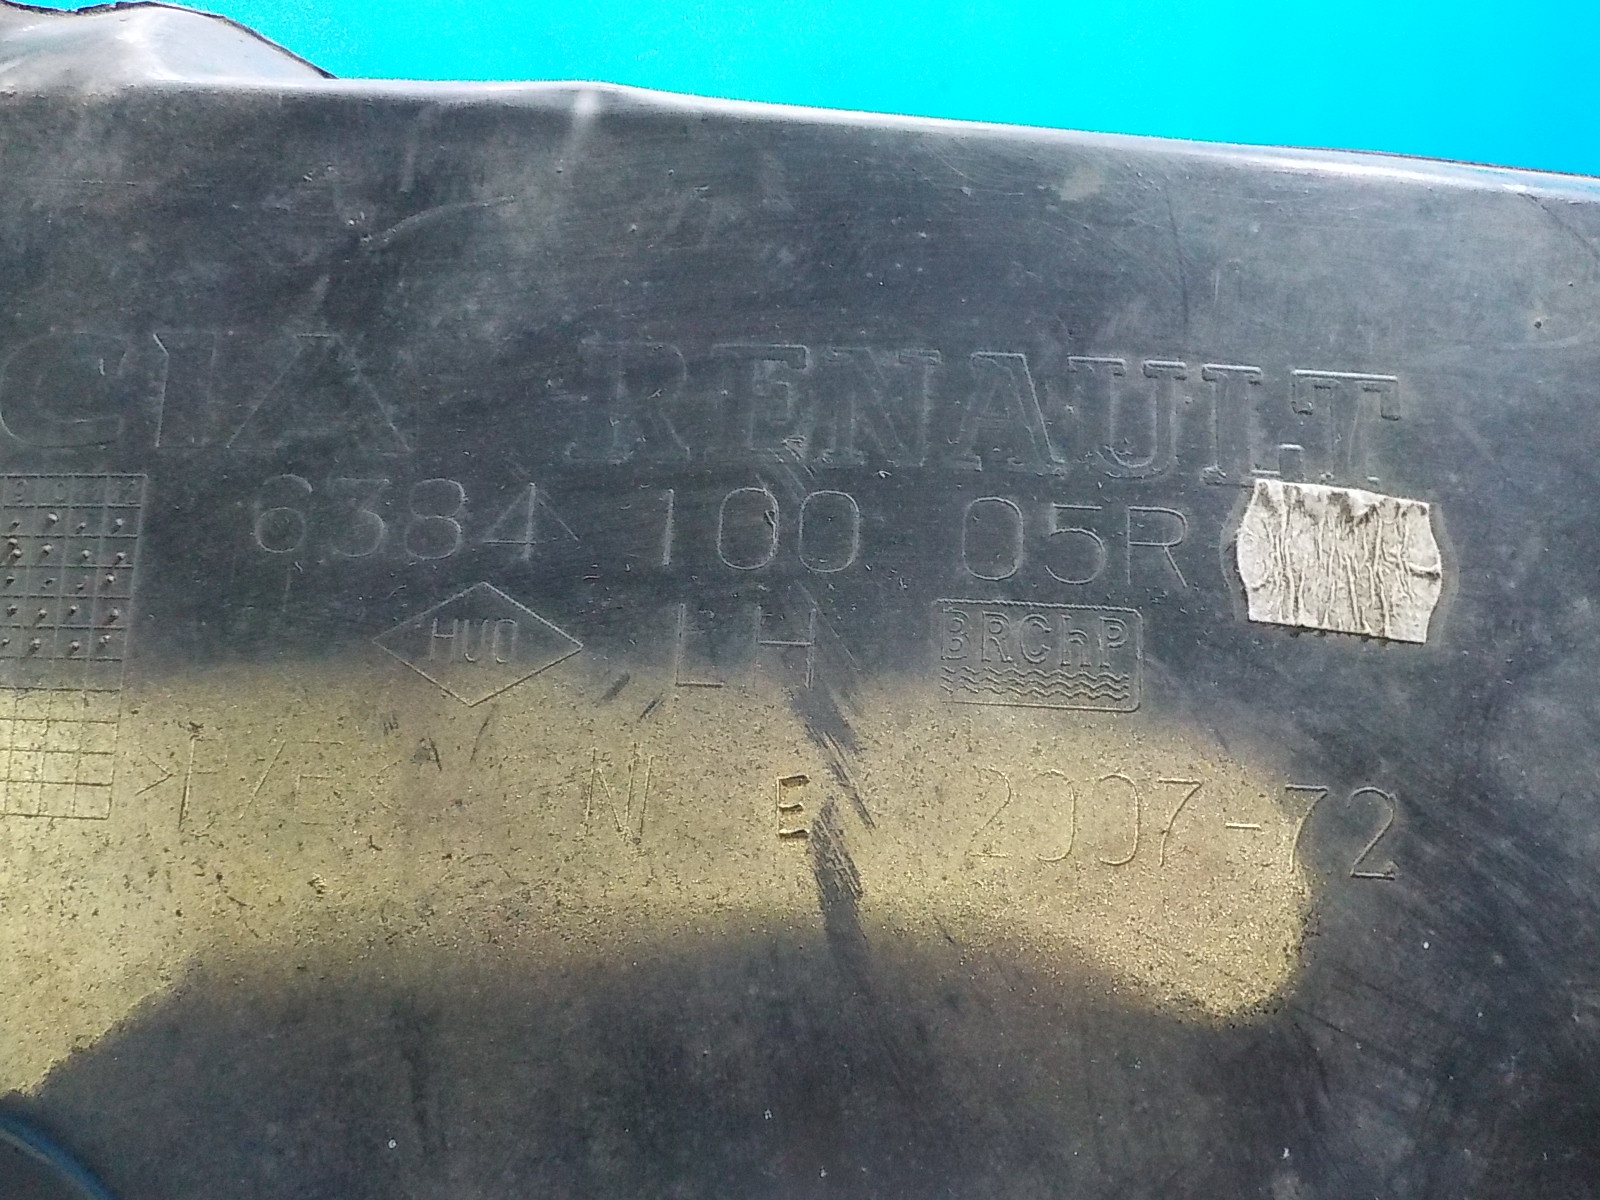 CIA RENAULT
6384 100 05R
HUO LH BRChP
>P/E< N E 2007-72